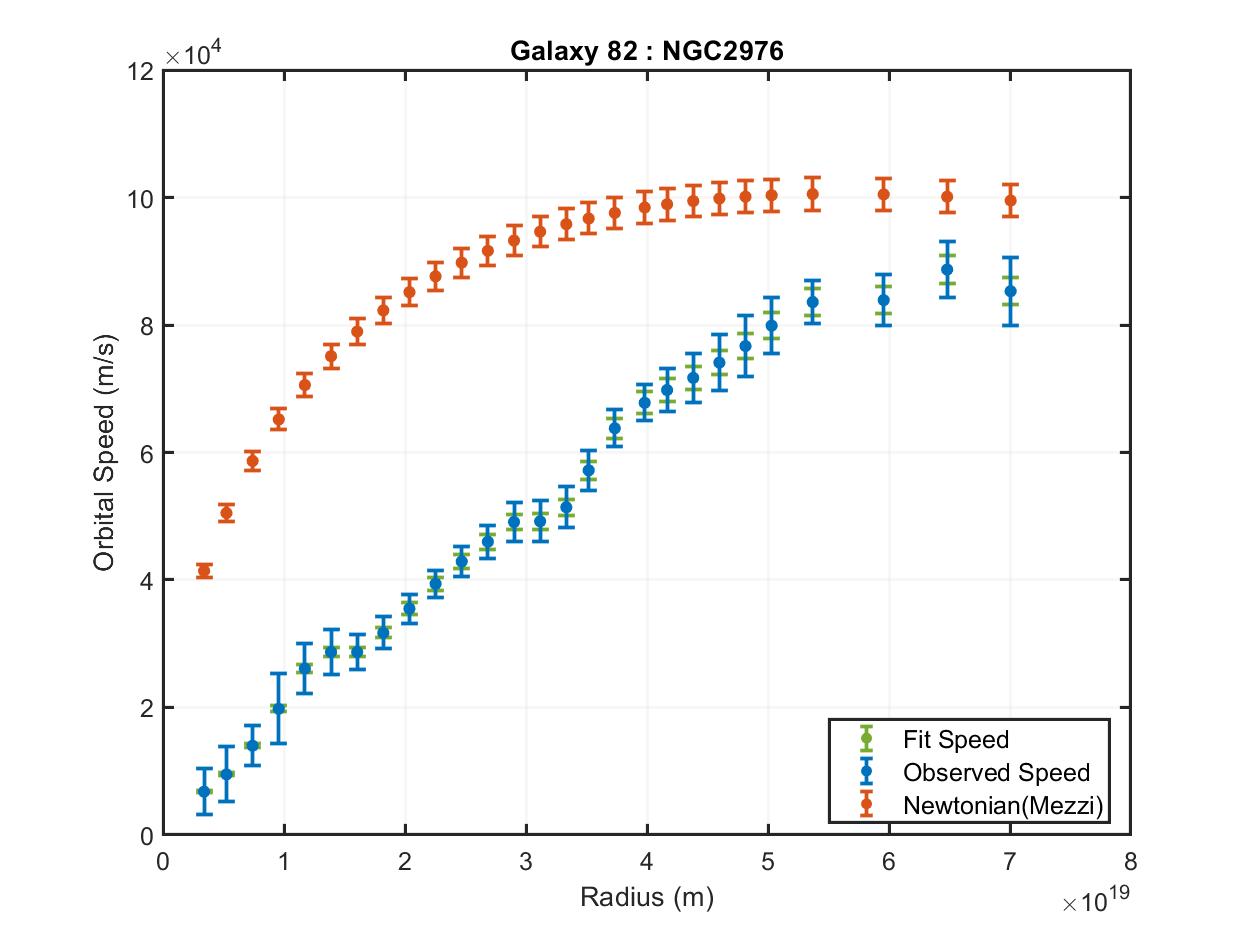 Galaxy 82 : NGC2976
×10^4
12
10
8
6
4
2
0
Orbital Speed (m/s)
0 1 2 3 4 5 6 7 8
Radius (m)
×10^19
Fit Speed
Observed Speed
Newtonian(Mezzi)